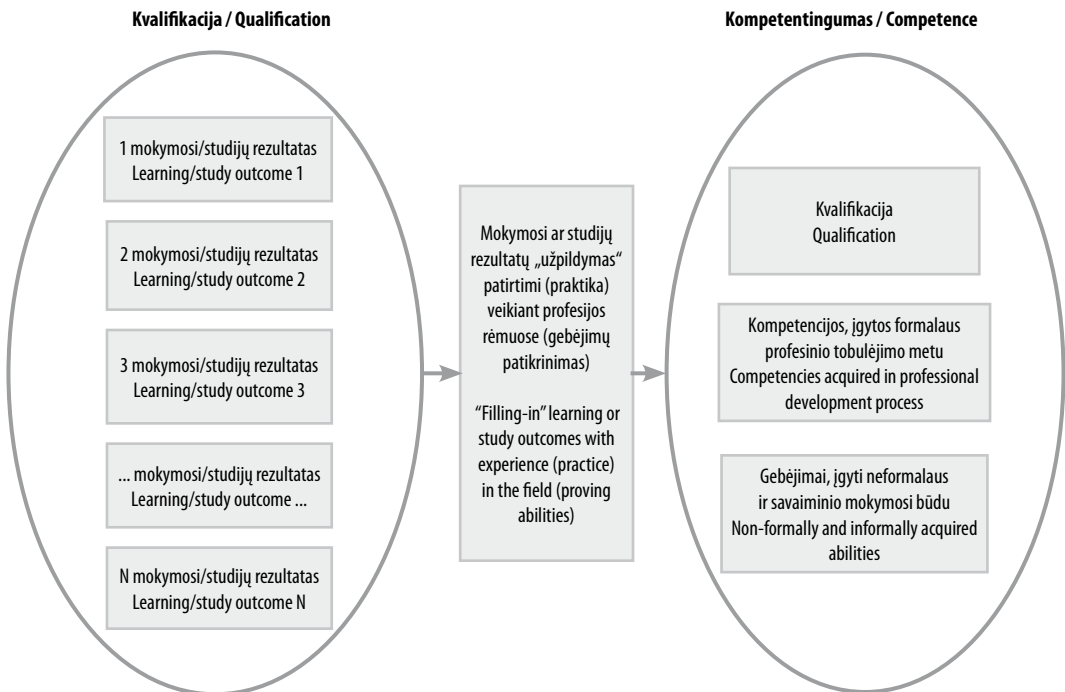 Kvalifikacija / Qualification
Kompetentingumas / Competence
1 mokymosi/studijų rezultatas
Learning/study outcome 1
2 mokymosi/studijų rezultatas
Learning/study outcome 2
3 mokymosi/studijų rezultatas
Learning/study outcome 3
... mokymosi/studijų rezultatas
Learning/study outcome ...
N mokymosi/studijų rezultatas
Learning/study outcome N
Mokymosi ar studijų
rezultatų „užpildymas“
patirtimi (praktika)
veikiant profesijos
rėmuose (gebėjimų
patikrinimas)
“Filling-in” learning or
study outcomes with
experience (practice)
in the field (proving
abilities)
Kvalifikacija
Qualification
Kompetencijos, įgytos formalaus
profesinio tobulėjimo metu
Competencies acquired in professional
development process
Gebėjimai, įgyti neformalaus
ir savaiminio mokymosi būdu
Non-formally and informally acquired
abilities